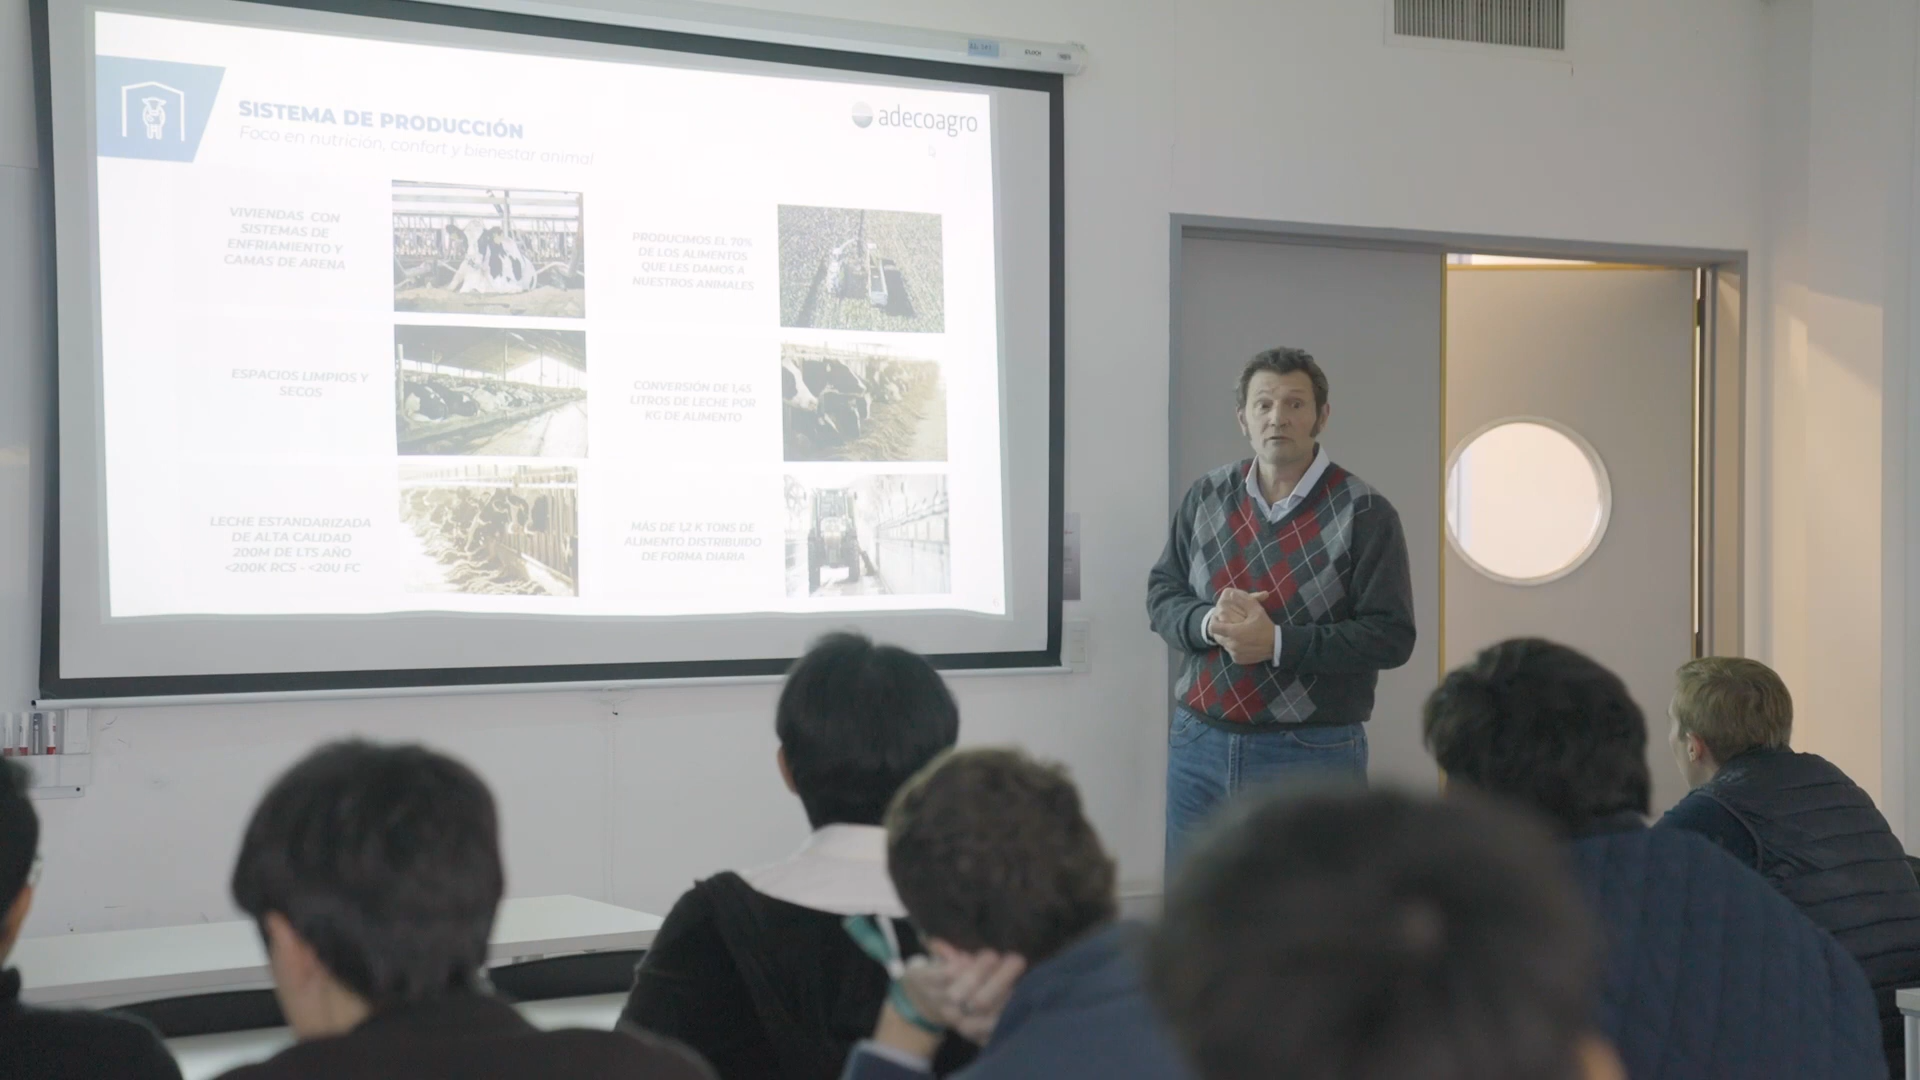 SISTEMA DE PRODUCCIÓN
Foco en nutrición, confort y bienestar animal
adecoagro
VIVIENDAS CON
SISTEMAS DE
ENFRIAMIENTO Y
CAMAS DE ARENA
PRODUCIMOS EL 70%
DE LOS ALIMENTOS
QUE LES DAMOS A
NUESTROS ANIMALES
ESPACIOS LIMPIOS Y
SECOS
CONVERSIÓN DE 1,45
LITROS DE LECHE POR
KG DE ALIMENTO
LECHE ESTANDARIZADA
DE ALTA CALIDAD
200M DE LTS AÑO
<200K RCS - <20U FC
MÁS DE 1,2 K TONS DE
ALIMENTO DISTRIBUIDO
DE FORMA DIARIA